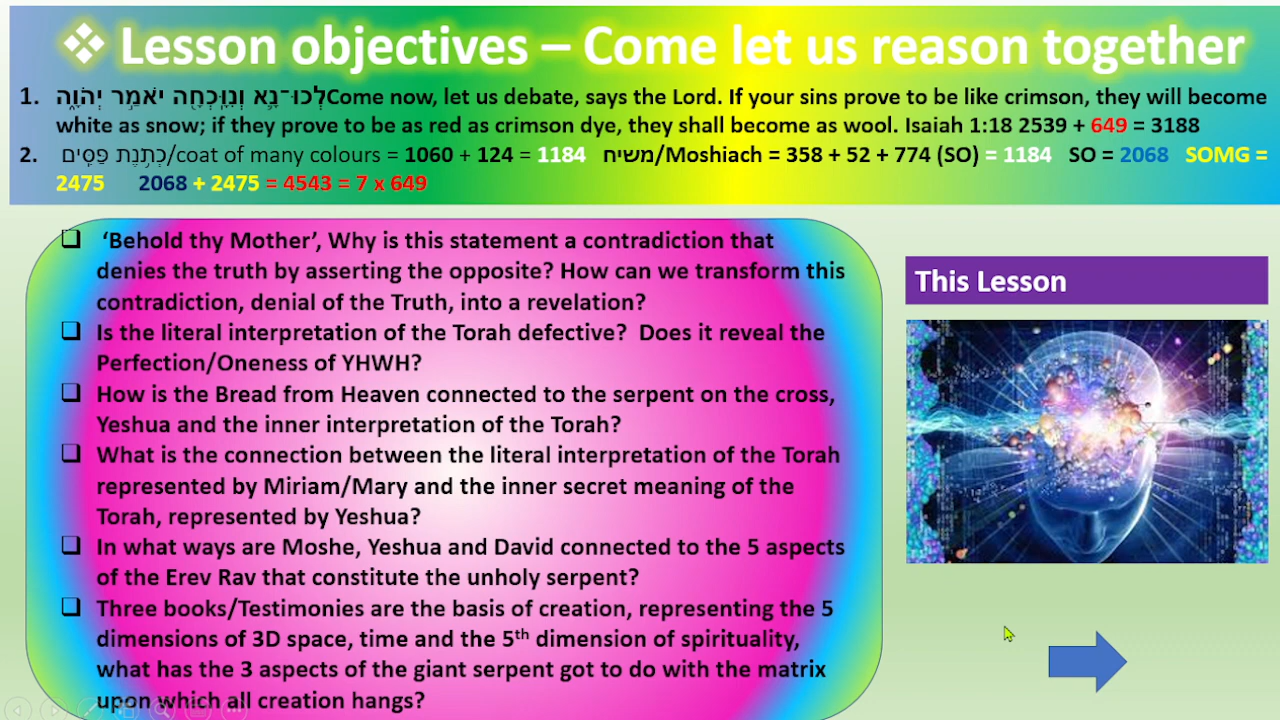 ❖ Lesson objectives – Come let us reason together
1. לְכוּ־נָ֛א וְנִוָּֽכְחָ֖ה יֹאמַ֣ר יְהֹוָ֑הCome now, let us debate, says the Lord. If your sins prove to be like crimson, they will become
white as snow; if they prove to be as red as crimson dye, they shall become as wool. Isaiah 1:18 2539 + 649 = 3188
2. כְּתֹ֥נֶת פַּסִּֽים/coat of many colours = 1060 + 124 = 1184 משיח/Moshiach = 358 + 52 + 774 (SO) = 1184 SO = 2068 SOMG =
2475 2068 + 2475 = 4543 = 7 x 649
❑ ‘Behold thy Mother’, Why is this statement a contradiction that
denies the truth by asserting the opposite? How can we transform this
contradiction, denial of the Truth, into a revelation?
❑ Is the literal interpretation of the Torah defective? Does it reveal the
Perfection/Oneness of YHWH?
❑ How is the Bread from Heaven connected to the serpent on the cross,
Yeshua and the inner interpretation of the Torah?
❑ What is the connection between the literal interpretation of the Torah
represented by Miriam/Mary and the inner secret meaning of the
Torah, represented by Yeshua?
❑ In what ways are Moshe, Yeshua and David connected to the 5 aspects
of the Erev Rav that constitute the unholy serpent?
❑ Three books/Testimonies are the basis of creation, representing the 5
dimensions of 3D space, time and the 5th dimension of spirituality,
what has the 3 aspects of the giant serpent got to do with the matrix
upon which all creation hangs?
This Lesson